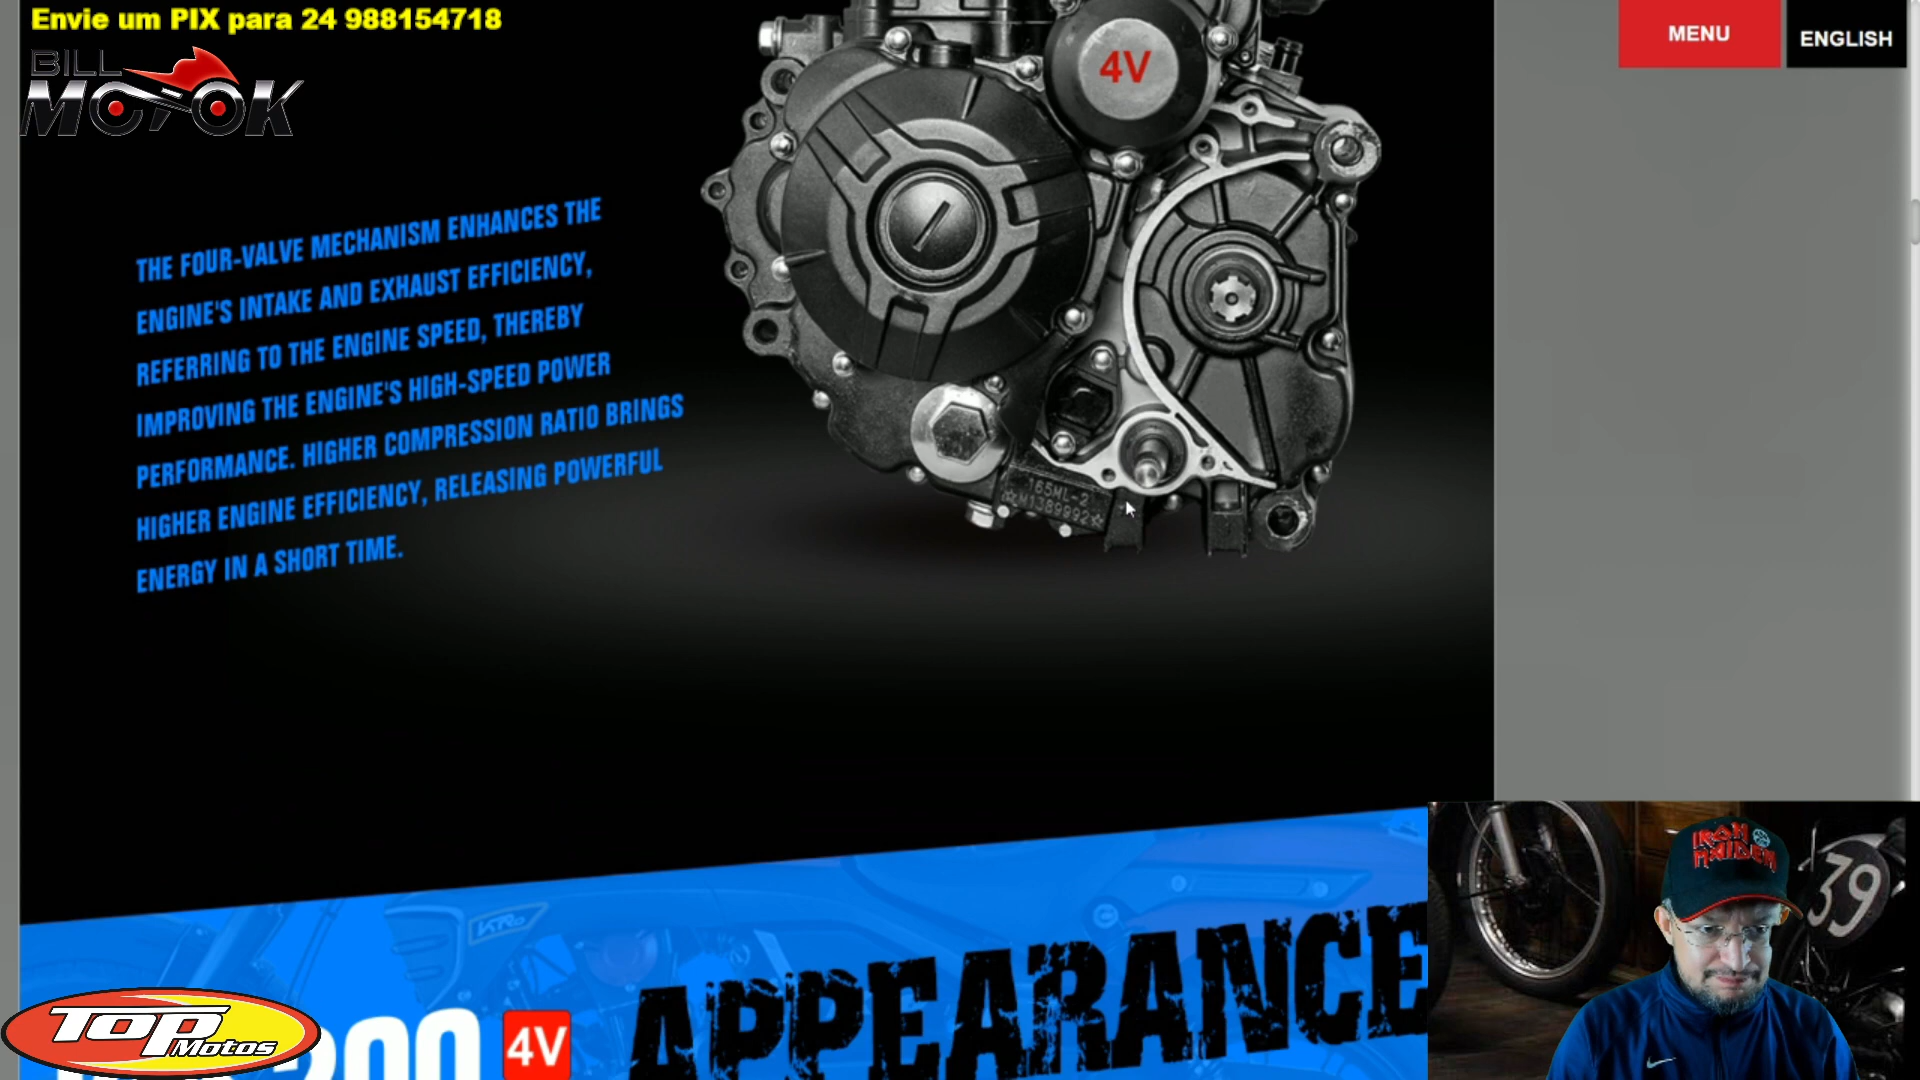 Envie um PIX para 24 988154718
BILL
MOTOK
MENU
ENGLISH
4V
THE FOUR-VALVE MECHANISM ENHANCES THE
ENGINE'S INTAKE AND EXHAUST EFFICIENCY,
REFERRING TO THE ENGINE SPEED, THEREBY
IMPROVING THE ENGINE'S HIGH-SPEED POWER
PERFORMANCE. HIGHER COMPRESSION RATIO BRINGS
HIGHER ENGINE EFFICIENCY, RELEASING POWERFUL
ENERGY IN A SHORT TIME.
165ML-2
☆M1389992☆
IRON
MAIDEN
39
APPEARANCE
200
4V
TOP
Motos